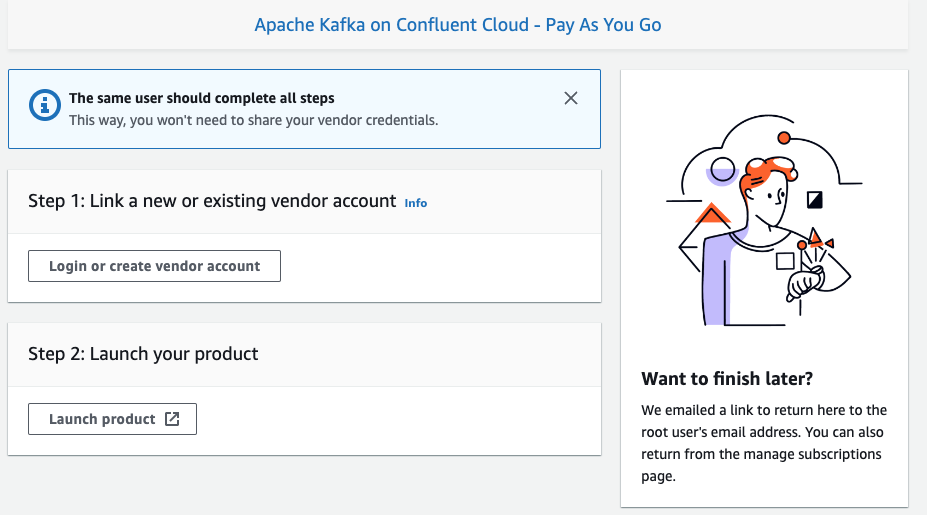 Apache Kafka on Confluent Cloud - Pay As You Go
The same user should complete all steps
This way, you won't need to share your vendor credentials.
Step 1: Link a new or existing vendor account Info
Login or create vendor account
Step 2: Launch your product
Launch product
Want to finish later?
We emailed a link to return here to the
root user's email address. You can also
return from the manage subscriptions
page.